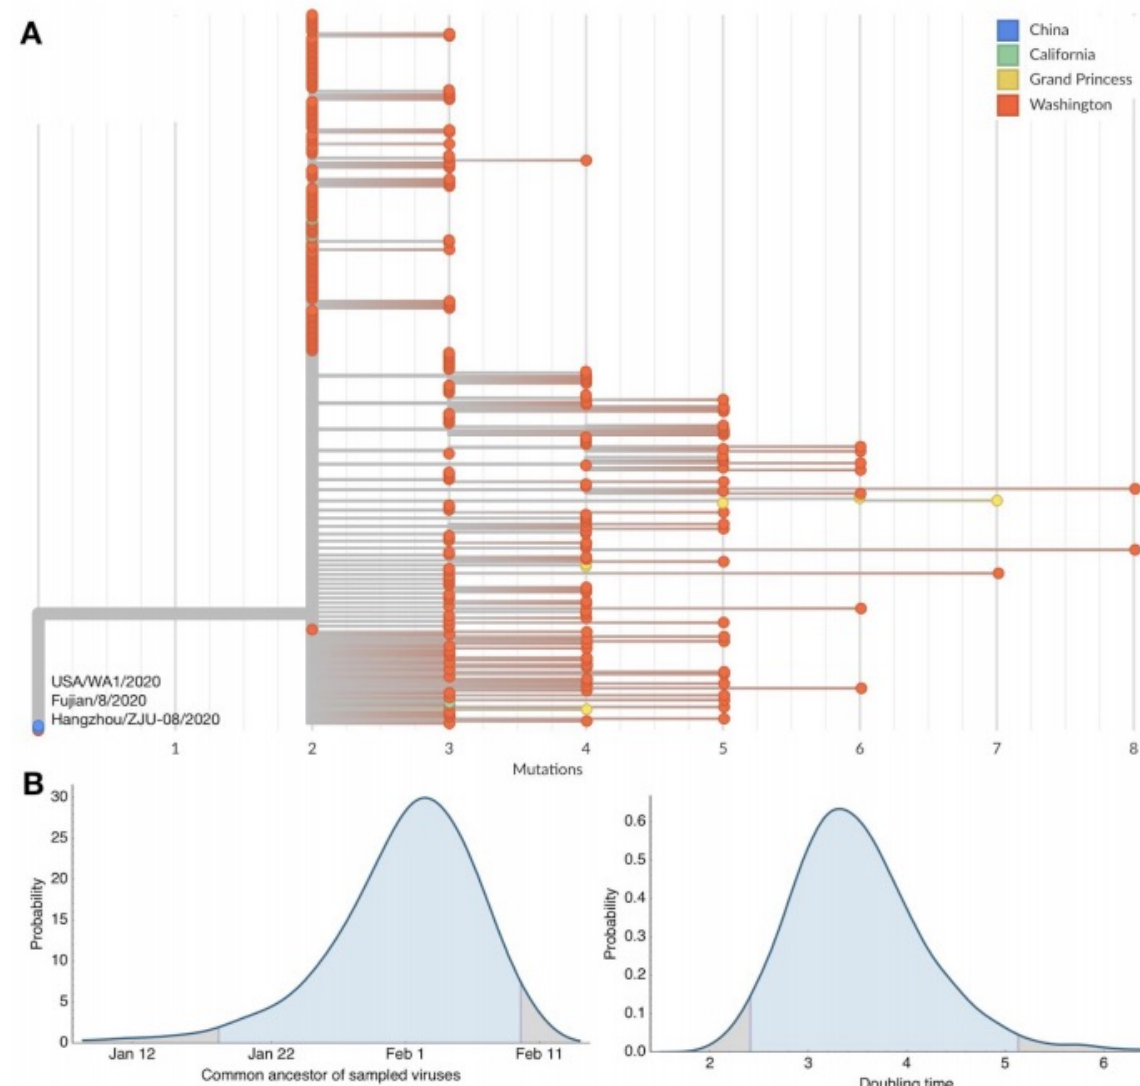 A
China
California
Grand Princess
Washington
USA/WA1/2020
Fujian/8/2020
Hangzhou/ZJU-08/2020
1 2 3 4 5 6 7 8
Mutations
B
30
25
20
15
10
5
0
Probability
Jan 12 Jan 22 Feb 1 Feb 11
Common ancestor of sampled viruses
0.6
0.5
0.4
0.3
0.2
0.1
0.0
Probability
2 3 4 5 6
Doubling time